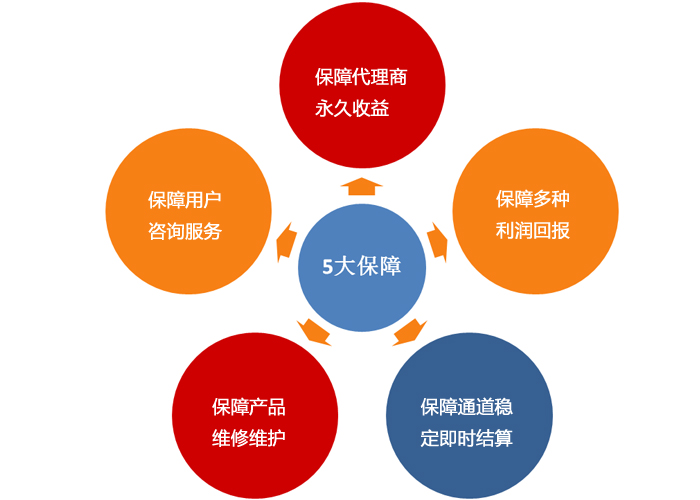 保障代理商
永久收益
保障用户
咨询服务
保障多种
利润回报
5大保障
保障产品
维修维护
保障通道稳
定即时结算